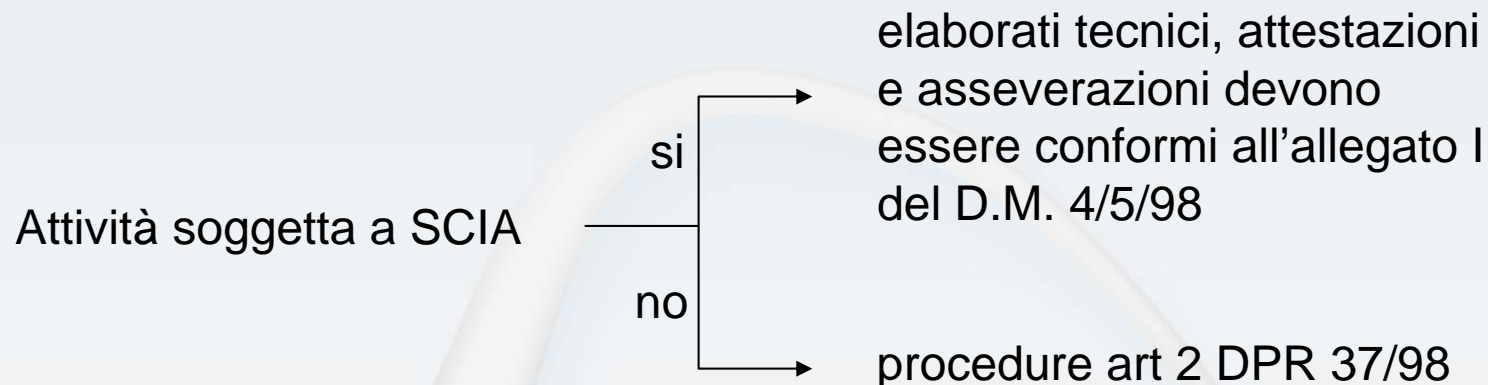 elaborati tecnici, attestazioni
e asseverazioni devono
essere conformi all'allegato I
del D.M. 4/5/98
si
Attività soggetta a SCIA
no
procedure art 2 DPR 37/98